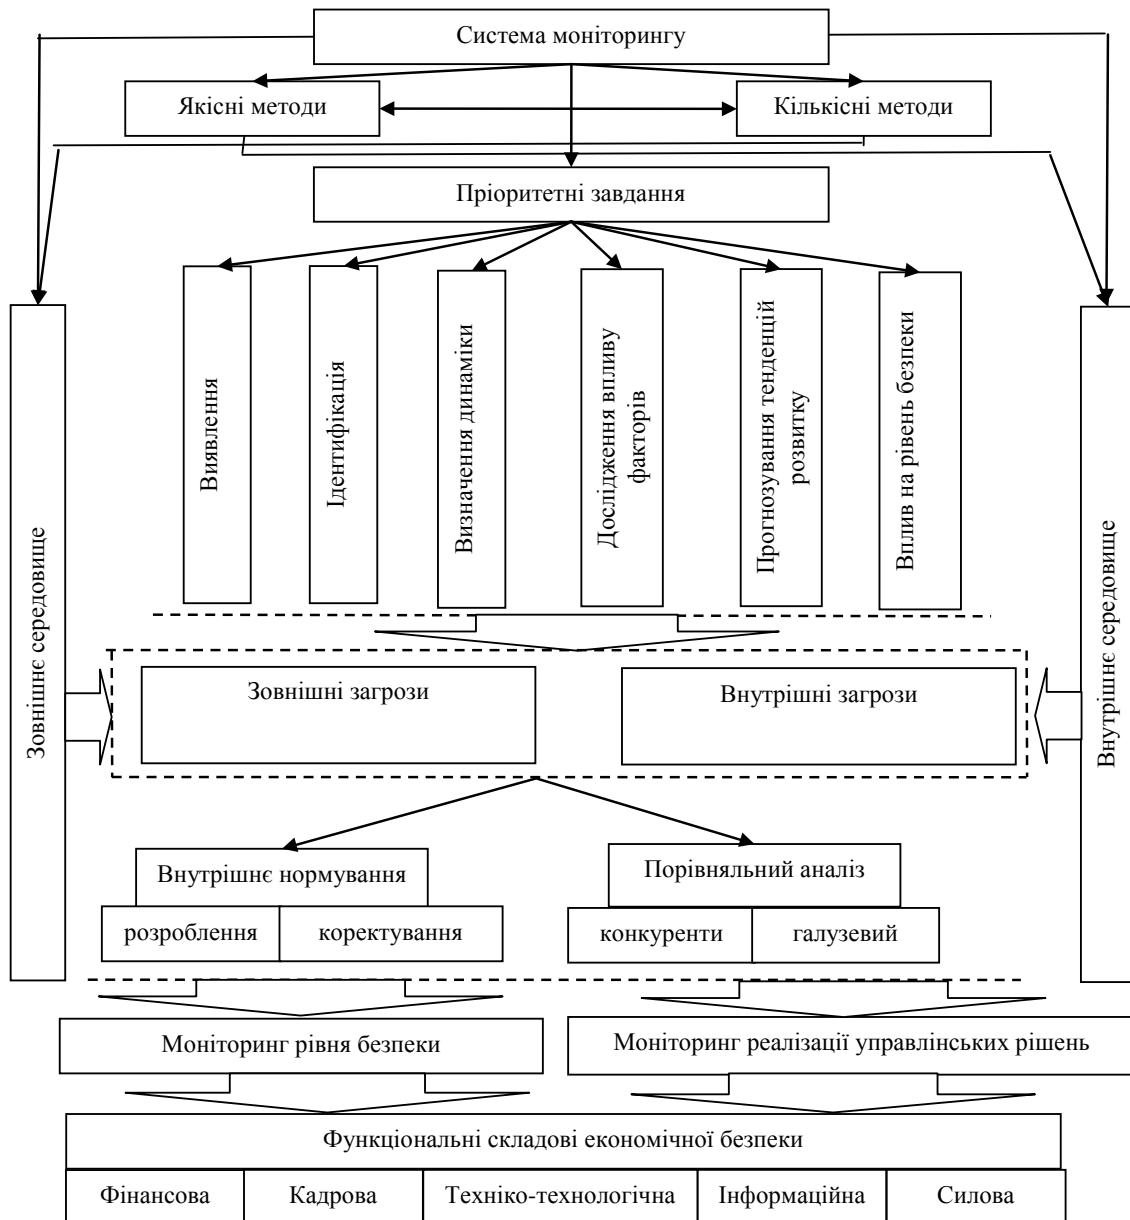 Система моніторингу
Якісні методи
Кількісні методи
Пріоритетні завдання
Виявлення
Ідентифікація
Визначення динаміки
Дослідження впливу
факторів
Прогнозування тенденцій
розвитку
Вплив на рівень безпеки
Зовнішнє середовище
Внутрішнє середовище
Зовнішні загрози
Внутрішні загрози
Внутрішнє нормування
Порівняльний аналіз
розроблення
коректування
конкуренти
галузевий
Моніторинг рівня безпеки
Моніторинг реалізації управлінських рішень
Функціональні складові економічної безпеки
Фінансова
Кадрова
Техніко-технологічна
Інформаційна
Силова